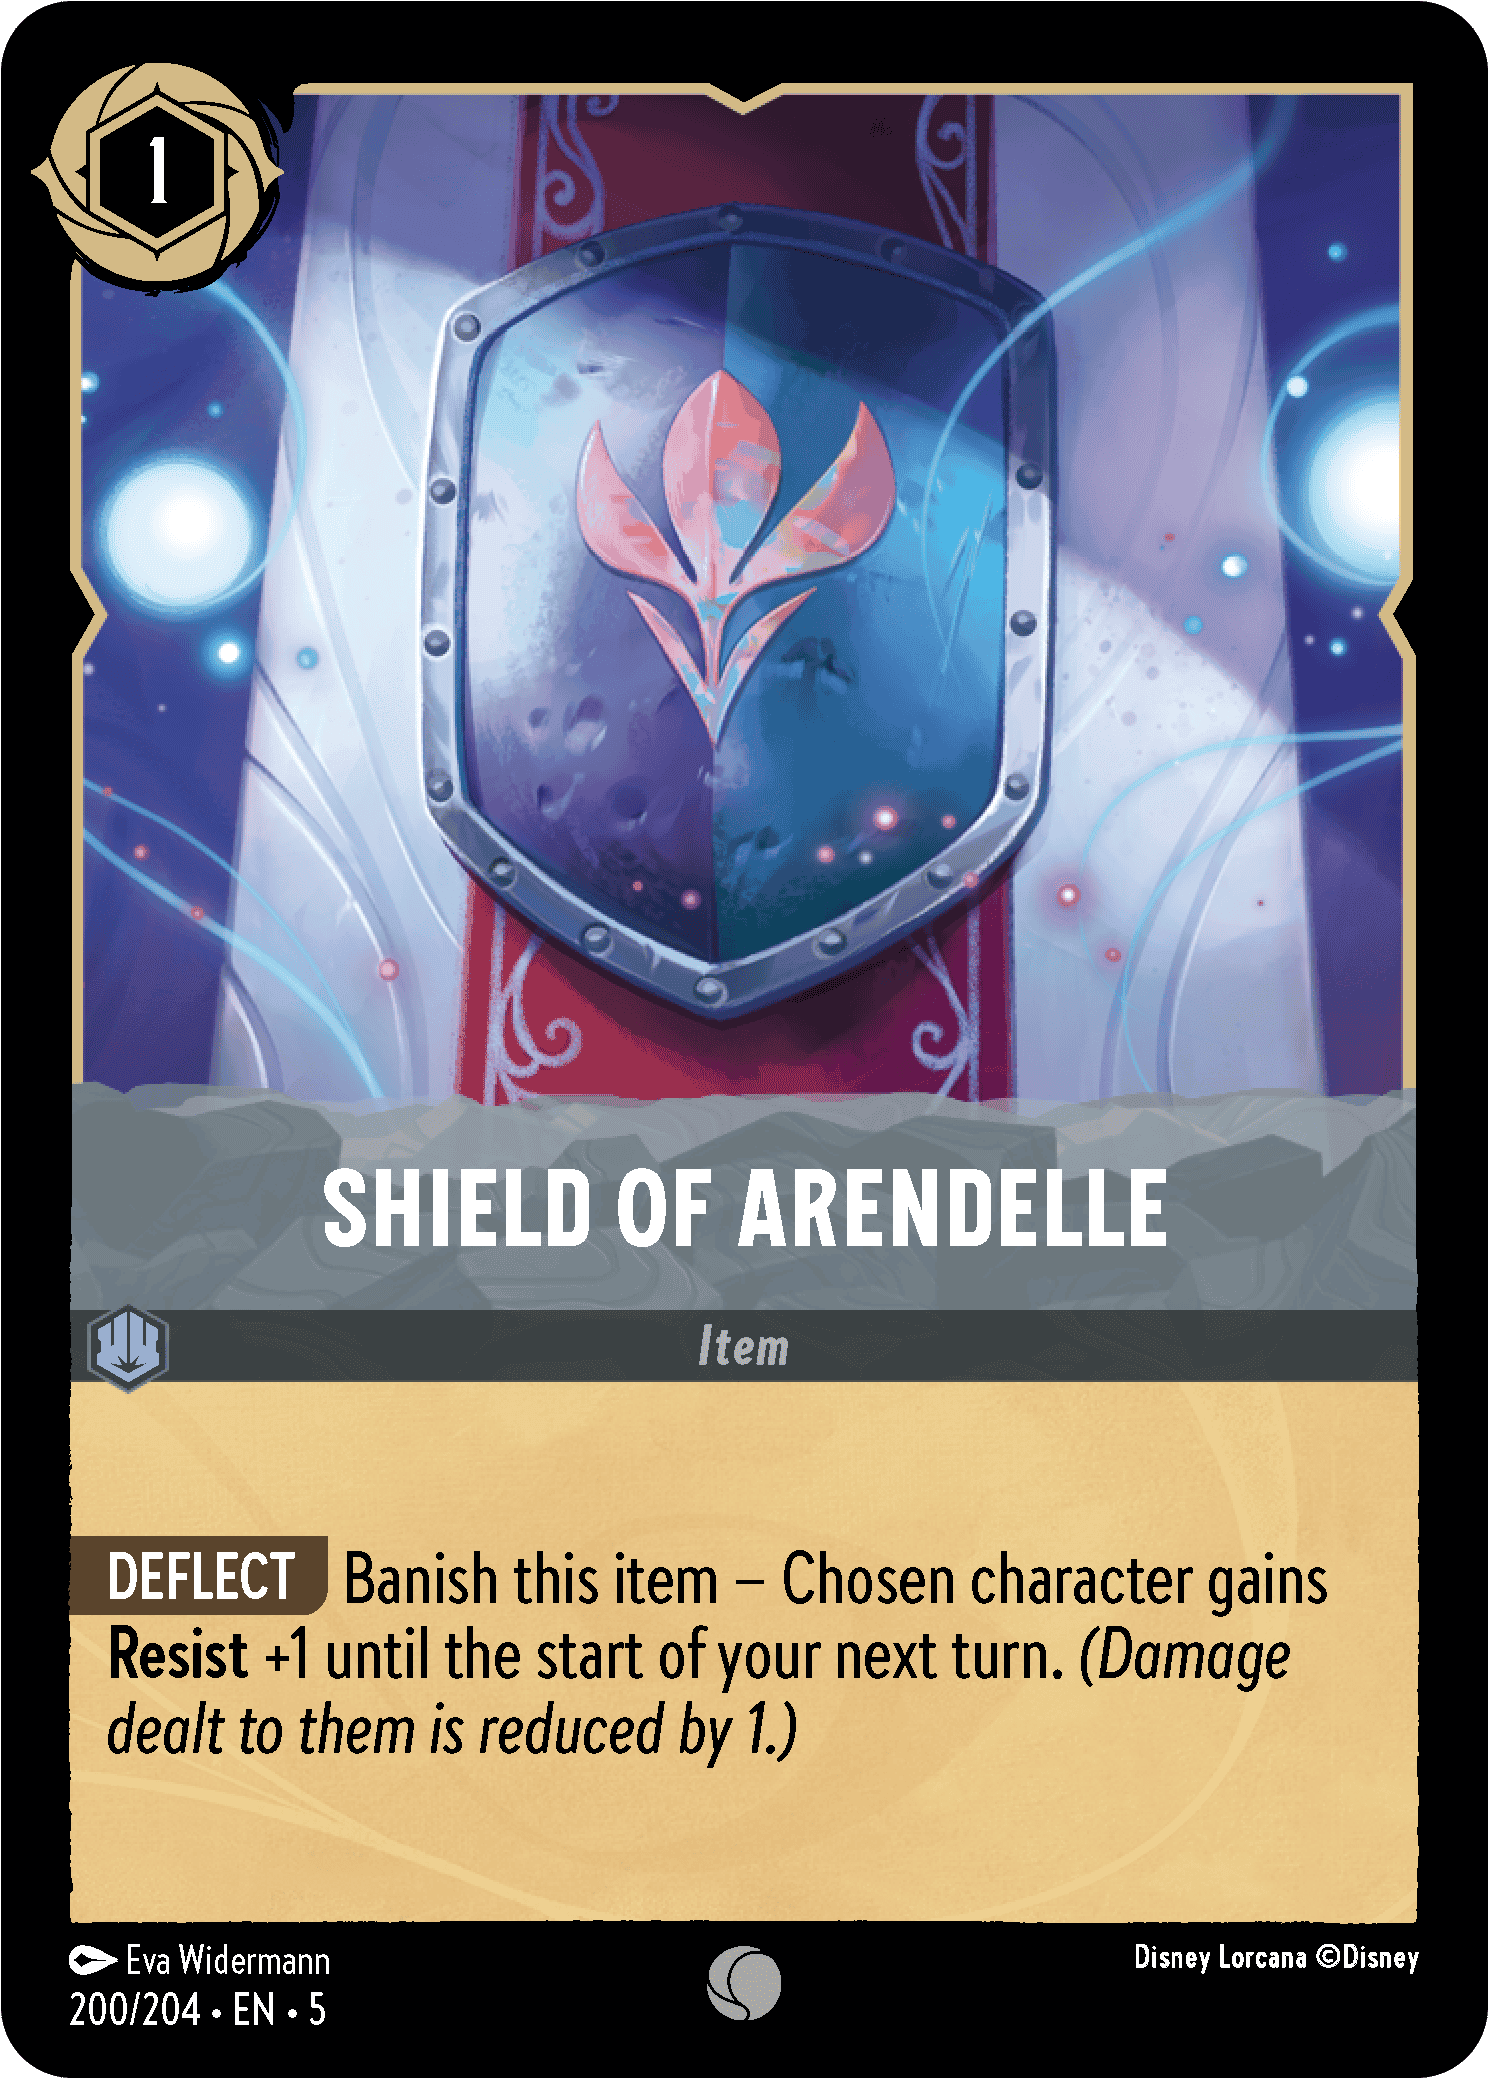 1
SHIELD OF ARENDELLE
Item
DEFLECT Banish this item – Chosen character gains
Resist +1 until the start of your next turn. (Damage
dealt to them is reduced by 1.)
Eva Widermann
Disney Lorcana ©Disney
200/204 • EN • 5